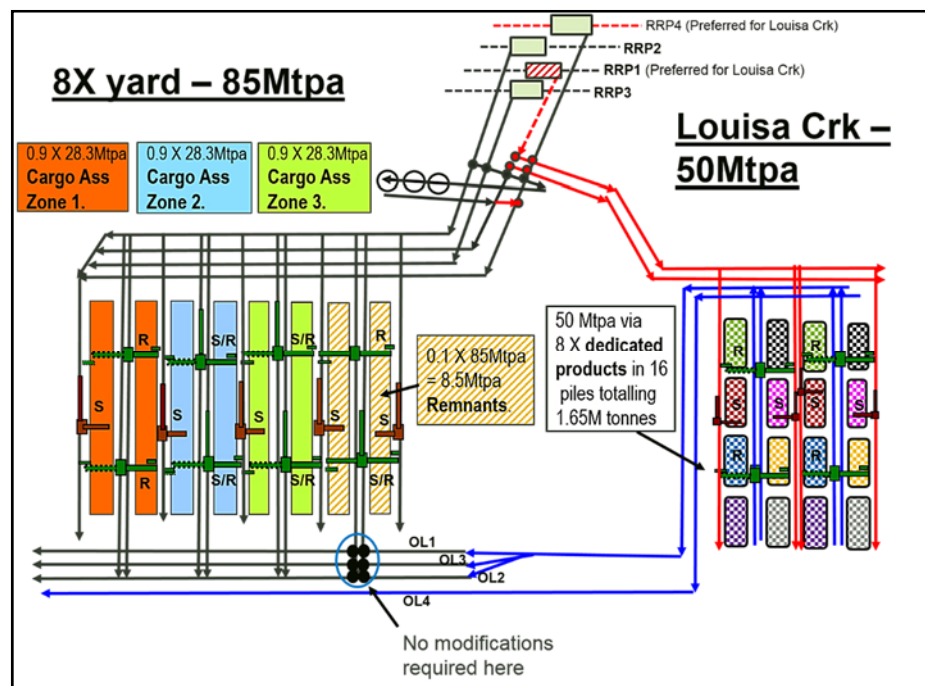 RRP4 (Preferred for Louisa Crk)
RRP2
RRP1 (Preferred for Louisa Crk)
RRP3
8X yard – 85Mtpa
Louisa Crk –
50Mtpa
0.9 X 28.3Mtpa
Cargo Ass
Zone 1.
0.9 X 28.3Mtpa
Cargo Ass
Zone 2.
0.9 X 28.3Mtpa
Cargo Ass
Zone 3.
R
S/R
S/R
R
S
S
S
S
S
R
S/R
S/R
0.1 X 85Mtpa
= 8.5Mtpa
Remnants.
50 Mtpa via
8 X dedicated
products in 16
piles totalling
1.65M tonnes
R
R
S
S
S
S
R
R
OL1
OL3
OL2
OL4
No modifications
required here